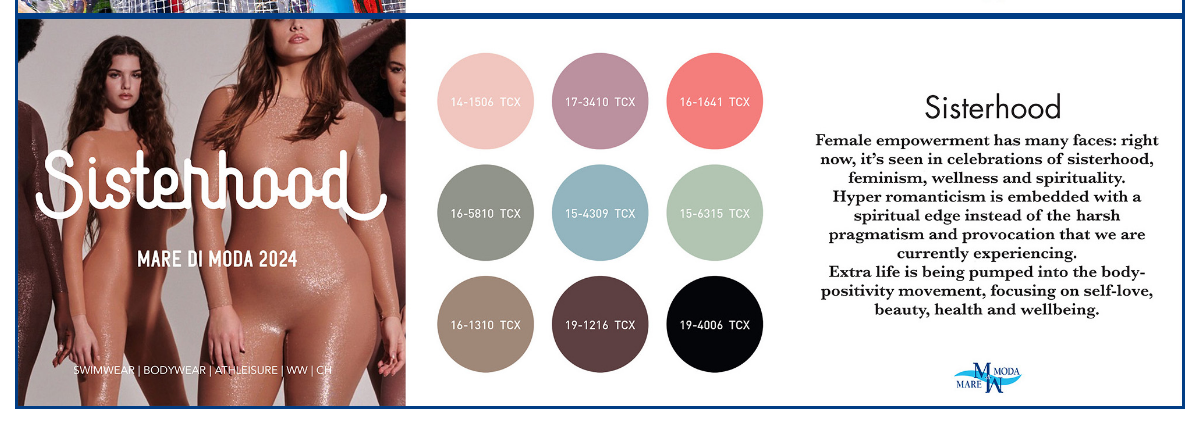 Sisterhood
MARE DI MODA 2024
SWIMWEAR | BODYWEAR | ATHLEISURE | WW | CH
14-1506 TCX
17-3410 TCX
16-1641 TCX
16-5810 TCX
15-4309 TCX
15-6315 TCX
16-1310 TCX
19-1216 TCX
19-4006 TCX
Sisterhood
Female empowerment has many faces: right
now, it's seen in celebrations of sisterhood,
feminism, wellness and spirituality.
Hyper romanticism is embedded with a
spiritual edge instead of the harsh
pragmatism and provocation that we are
currently experiencing.
Extra life is being pumped into the body-
positivity movement, focusing on self-love,
beauty, health and wellbeing.
M MODA
MARE M